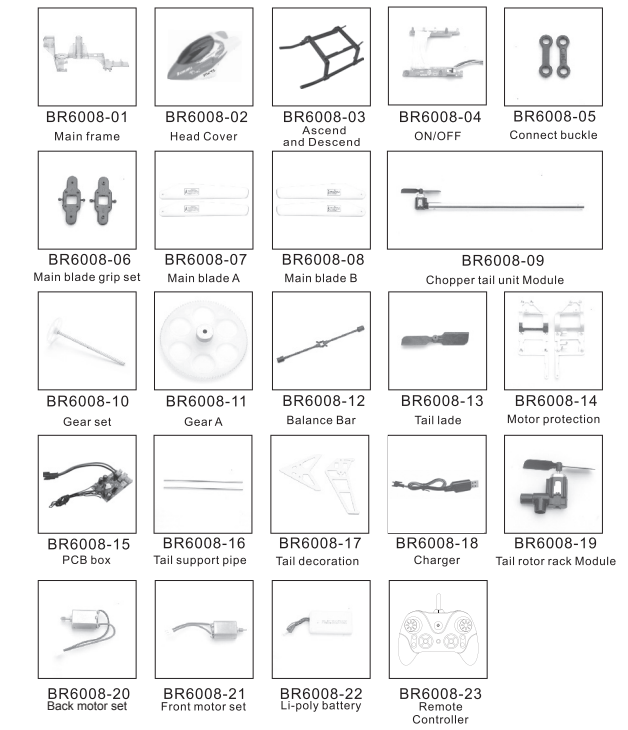 BR6008-01
Main frame
BR6008-02
Head Cover
BR6008-03
Ascend
and Descend
BR6008-04
ON/OFF
BR6008-05
Connect buckle
BR6008-06
Main blade grip set
BR6008-07
Main blade A
BR6008-08
Main blade B
BR6008-09
Chopper tail unit Module
BR6008-10
Gear set
BR6008-11
Gear A
BR6008-12
Balance Bar
BR6008-13
Tail lade
BR6008-14
Motor protection
BR6008-15
PCB box
BR6008-16
Tail support pipe
BR6008-17
Tail decoration
BR6008-18
Charger
BR6008-19
Tail rotor rack Module
BR6008-20
Back motor set
BR6008-21
Front motor set
BR6008-22
Li-poly battery
BR6008-23
Remote
Controller